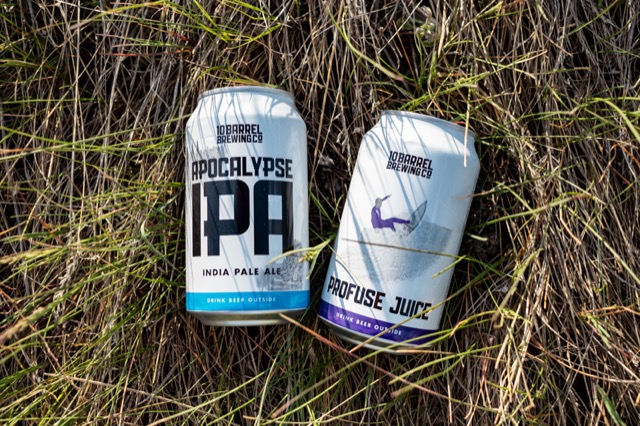 10 BARREL
BREWING CO
APOCALYPSE
IPA
INDIA PALE ALE
DRINK BEER OUTSIDE
10 BARREL
BREWING CO
PROFUSE JUICE
DRINK BEER OUTSIDE